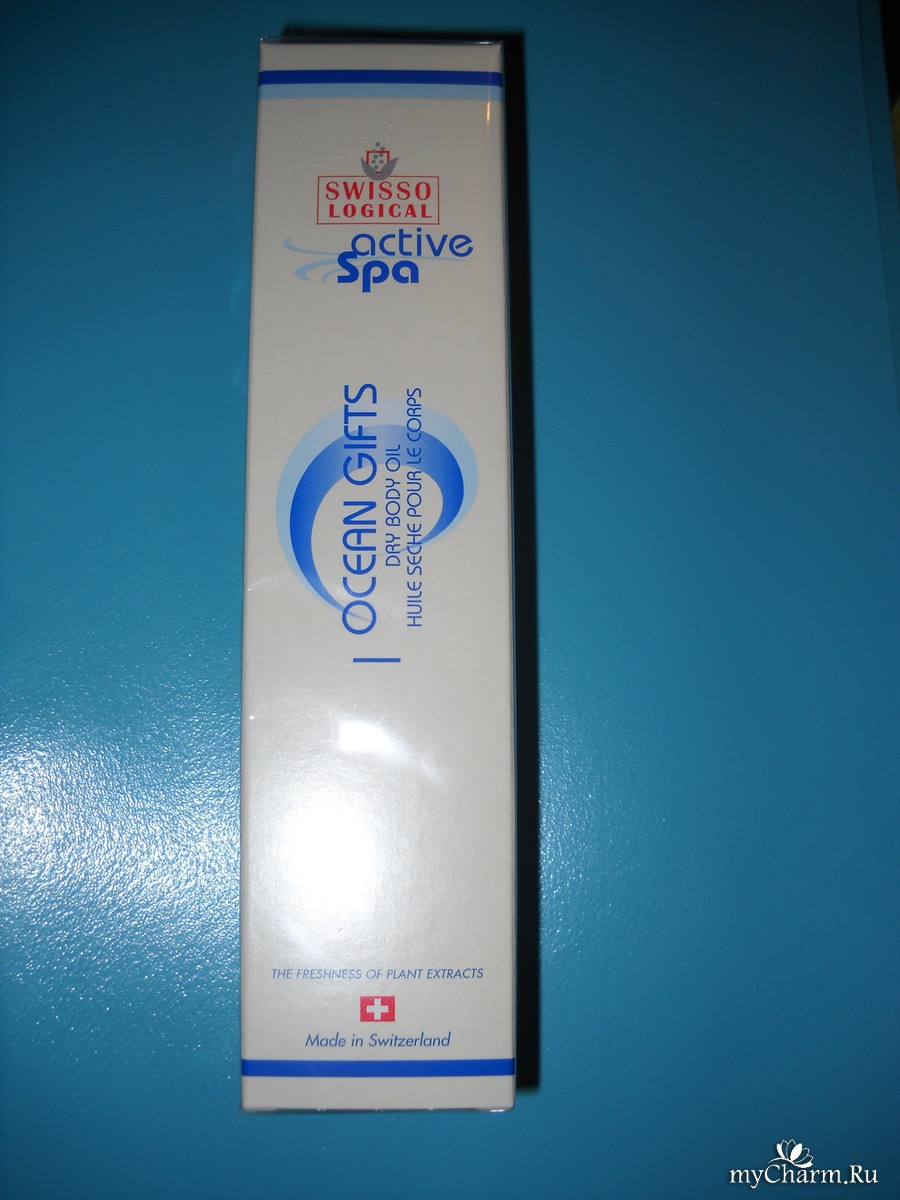 SWISSO
LOGICAL
active
Spa
OCEAN GIFTS
DRY BODY OIL
HUILE SECHE POUR LE CORPS
THE FRESHNESS OF PLANT EXTRACTS
Made in Switzerland
myCharm.Ru